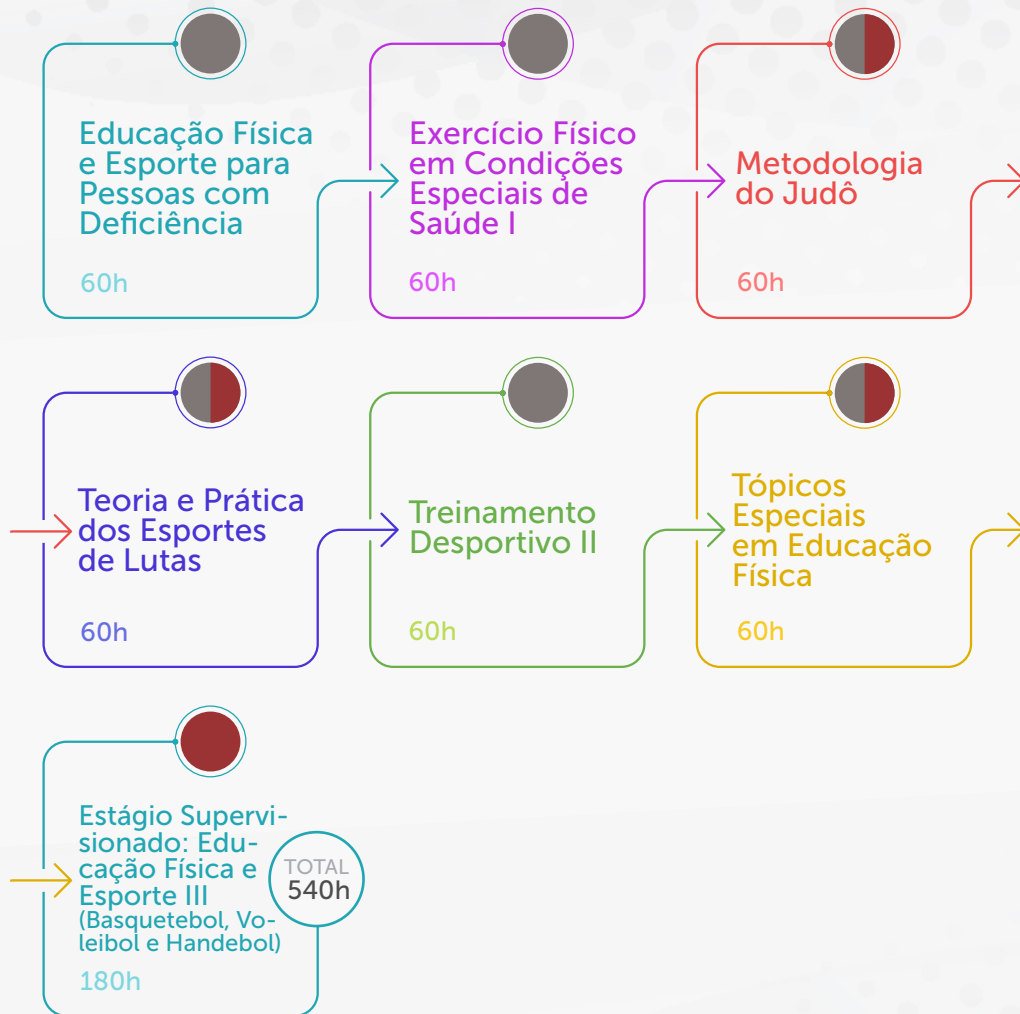 Educação Física
e Esporte para
Pessoas com
Deficiência
60h
Exercício Físico
em Condições
Especiais de
Saúde I
60h
Metodologia
do Judô
60h
Teoria e Prática
dos Esportes
de Lutas
60h
Treinamento
Desportivo II
60h
Tópicos
Especiais
em Educação
Física
60h
Estágio Supervi-
sionado: Edu-
cação Física e
Esporte III
(Basquetebol, Vo-
leibol e Handebol)
180h
TOTAL
540h